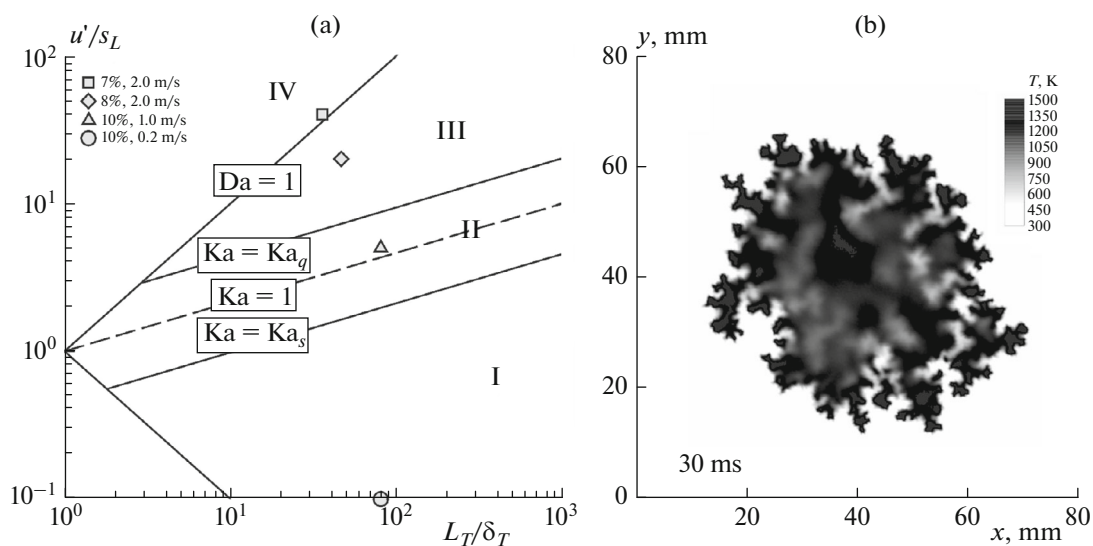 (a)
u'/s_L
10^2
7%, 2.0 m/s
8%, 2.0 m/s
10%, 1.0 m/s
10%, 0.2 m/s
IV
III
Da = 1
10^1
II
Ka = Ka_q
Ka = 1
Ka = Ka_s
10^0
I
10^-1
10^0 10^1 10^2 10^3
L_T/δ_T
(b)
y, mm
80
T, K
1500
1350
1200
1050
900
750
600
450
300
60
40
20
30 ms
0
0 20 40 60 80
x, mm